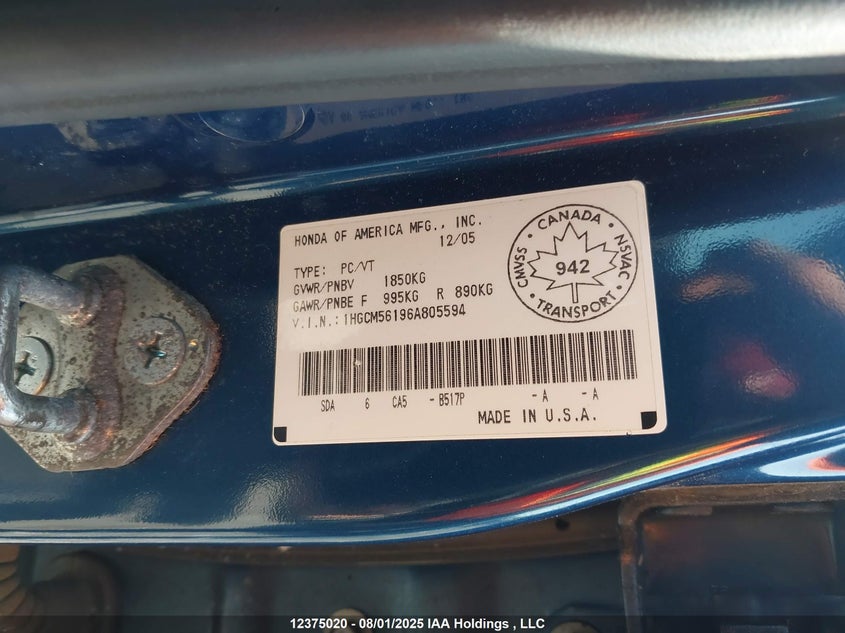 HONDA OF AMERICA MFG., INC.
12/05
TYPE: PC/VT
GVWR/PNBV 1850KG
GAWR/PNBE F 995KG R 890KG
V.I.N.:1HGCM56196A805594
CMVSS · CANADA · NSVAC
942
· TRANSPORT ·
SDA 6 CA5 -B517P -A -A
MADE IN U.S.A.
12375020 - 08/01/2025 IAA Holdings , LLC